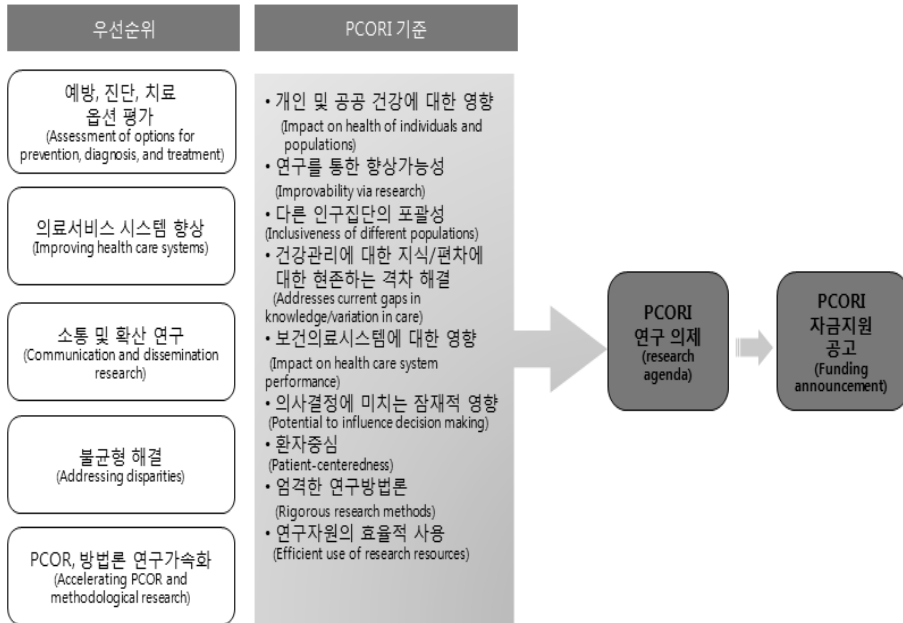 우선순위
예방, 진단, 치료
옵션 평가
(Assessment of options for
prevention, diagnosis, and treatment)
의료서비스 시스템 향상
(Improving health care systems)
소통 및 확산 연구
(Communication and dissemination
research)
불균형 해결
(Addressing disparities)
PCOR, 방법론 연구가속화
(Accelerating PCOR and
methodological research)
PCORI 기준
• 개인 및 공공 건강에 대한 영향
(Impact on health of individuals and
populations)
• 연구를 통한 향상가능성
(Improvability via research)
• 다른 인구집단의 포괄성
(Inclusiveness of different populations)
• 건강관리에 대한 지식/편차에
대한 현존하는 격차 해결
(Addresses current gaps in
knowledge/variation in care)
• 보건의료시스템에 대한 영향
(Impact on health care system
performance)
• 의사결정에 미치는 잠재적 영향
(Potential to influence decision making)
• 환자중심
(Patient-centeredness)
• 엄격한 연구방법론
(Rigorous research methods)
• 연구자원의 효율적 사용
(Efficient use of research resources)
PCORI
연구 의제
(research
agenda)
PCORI
자금지원
공고
(Funding
announcement)